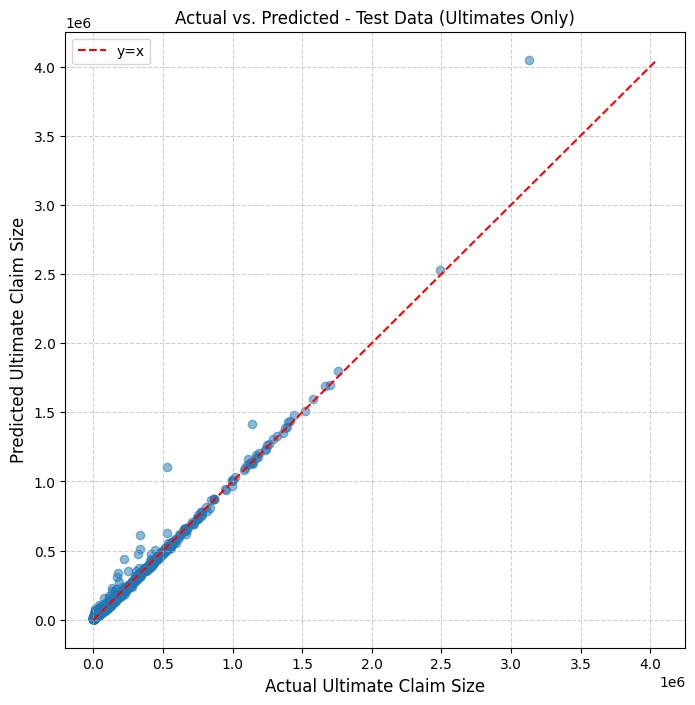 Actual vs. Predicted - Test Data (Ultimates Only)
1e6
y=x
4.0
3.5
3.0
2.5
2.0
1.5
1.0
0.5
0.0
Predicted Ultimate Claim Size
0.0 0.5 1.0 1.5 2.0 2.5 3.0 3.5 4.0
1e6
Actual Ultimate Claim Size